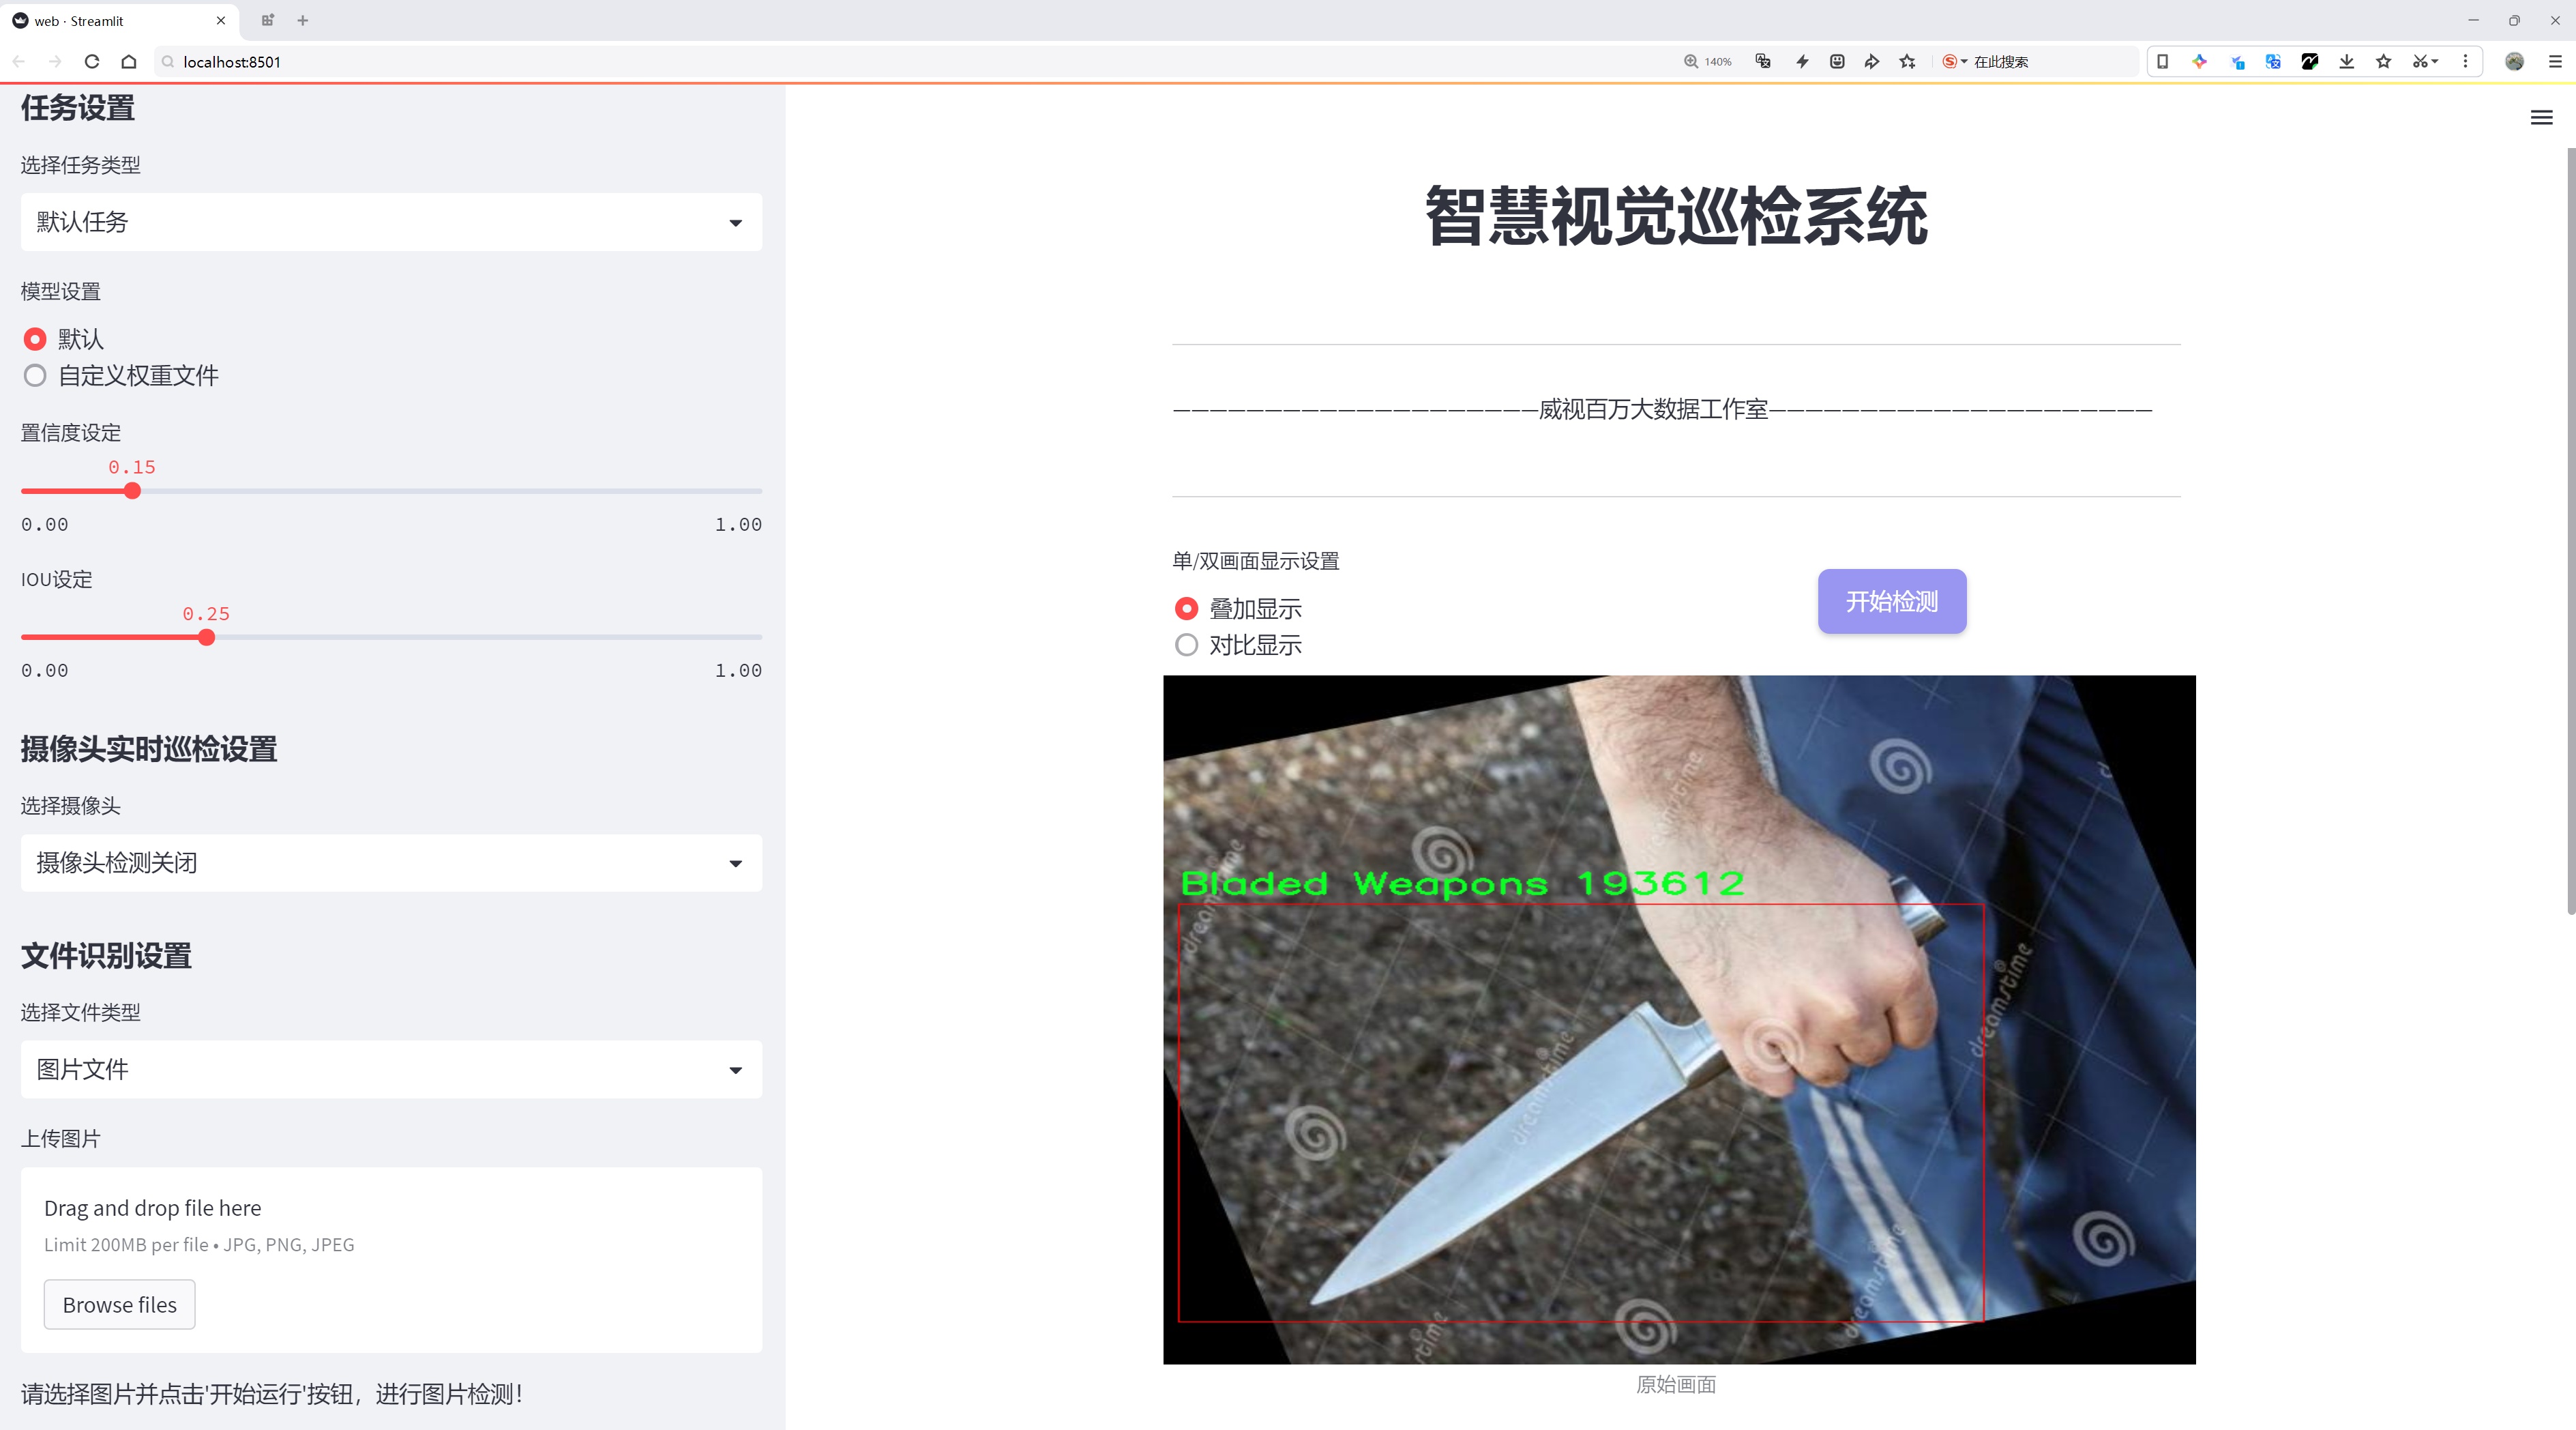 web · Streamlit
localhost:8501
140%
在此搜索
任务设置
选择任务类型
默认任务
模型设置
默认
自定义权重文件
置信度设定
0.15
0.00
1.00
IOU设定
0.25
0.00
1.00
摄像头实时巡检设置
选择摄像头
摄像头检测关闭
文件识别设置
选择文件类型
图片文件
上传图片
Drag and drop file here
Limit 200MB per file • JPG, PNG, JPEG
Browse files
请选择图片并点击'开始运行'按钮，进行图片检测！
智慧视觉巡检系统
————————————————————威视百万大数据工作室—————————————————————
单/双画面显示设置
叠加显示
对比显示
开始检测
Bladed Weapons 193612
dreamstime
dreamstime
dreamstime
dreamstime
dreamstime
原始画面